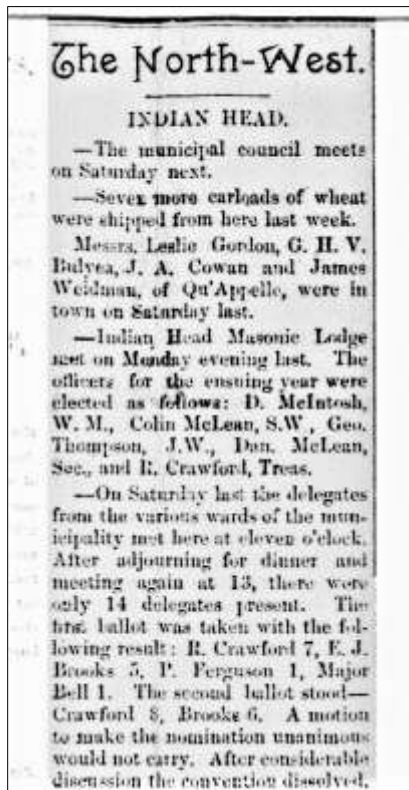 The North-West.
INDIAN HEAD.
—The municipal council meets
on Saturday next.
—Seven more carloads of wheat
were shipped from here last week.
Messrs. Leslie Gordon, G. H. V.
Bulyea, J. A. Cowan and James
Weidman, of Qu'Appelle, were in
town on Saturday last.
—Indian Head Masonic Lodge
met on Monday evening last. The
officers for the ensuing year were
elected as follows: D. McIntosh,
W. M., Colin McLean, S.W., Geo.
Thompson, J.W., Dan. McLean,
Sec., and R. Crawford, Treas.
—On Saturday last the delegates
from the various wards of the mun-
icipality met here at eleven o'clock.
After adjourning for dinner and
meeting again at 13, there were
only 14 delegates present. The
first ballot was taken with the fol-
lowing result: R. Crawford 7, E. J.
Brooks 5, P. Ferguson 1, Major
Bell 1. The second ballot stood—
Crawford 8, Brooks 6. A motion
to make the nomination unanimous
would not carry. After considerable
discussion the convention dissolved.